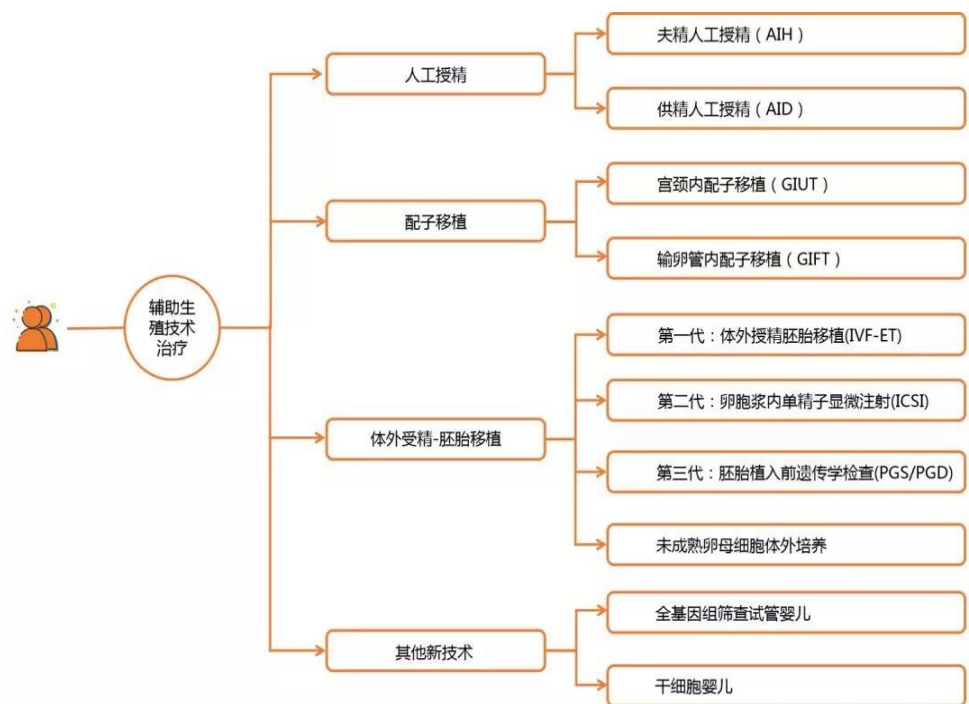 辅助生
殖技术
治疗
人工授精
夫精人工授精（AIH）
供精人工授精（AID）
配子移植
宫颈内配子移植（GIUT）
输卵管内配子移植（GIFT）
体外受精-胚胎移植
第一代：体外授精胚胎移植(IVF-ET)
第二代：卵胞浆内单精子显微注射(ICSI)
第三代：胚胎植入前遗传学检查(PGS/PGD)
未成熟卵母细胞体外培养
其他新技术
全基因组筛查试管婴儿
干细胞婴儿